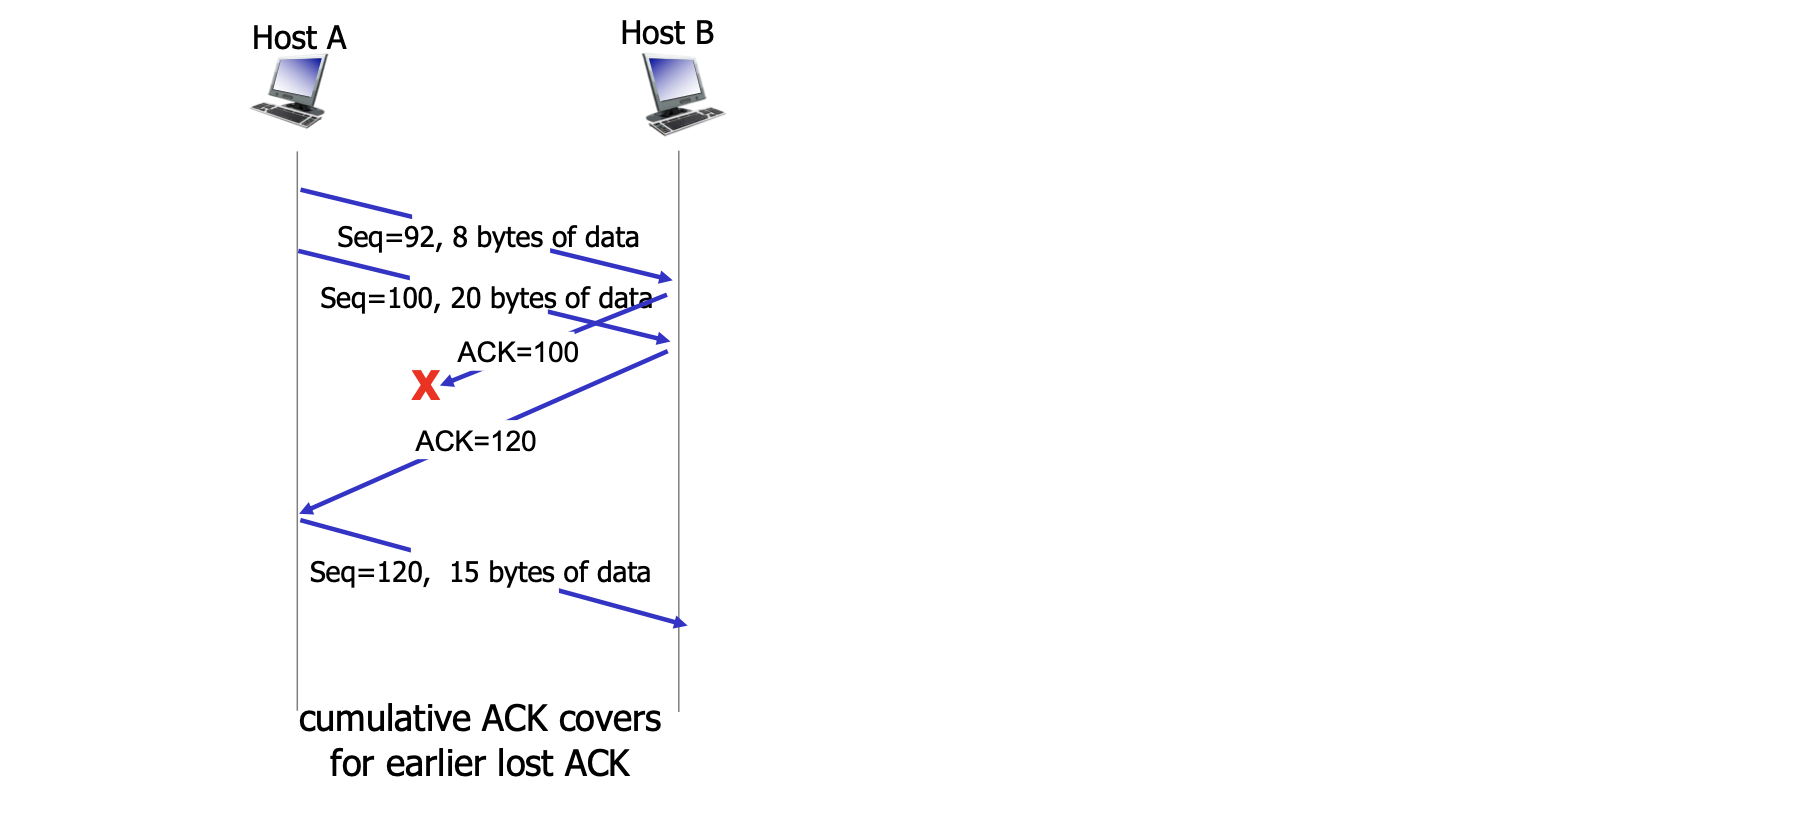 Host A
Host B
Seq=92, 8 bytes of data
Seq=100, 20 bytes of data
ACK=100
X
ACK=120
Seq=120,  15 bytes of data
cumulative ACK covers
for earlier lost ACK